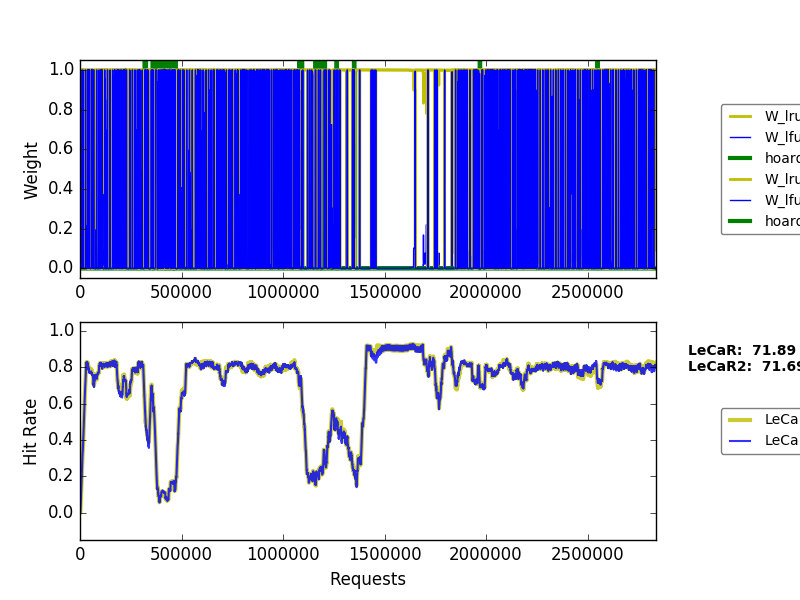 1.0
0.8
0.6
0.4
0.2
0.0
Weight
0 500000 1000000 1500000 2000000 2500000
W_lru
W_lfu
hoard
W_lru
W_lfu
hoard
1.0
0.8
0.6
0.4
0.2
0.0
Hit Rate
0 500000 1000000 1500000 2000000 2500000
Requests
LeCaR: 71.89
LeCaR2: 71.69
LeCa
LeCa